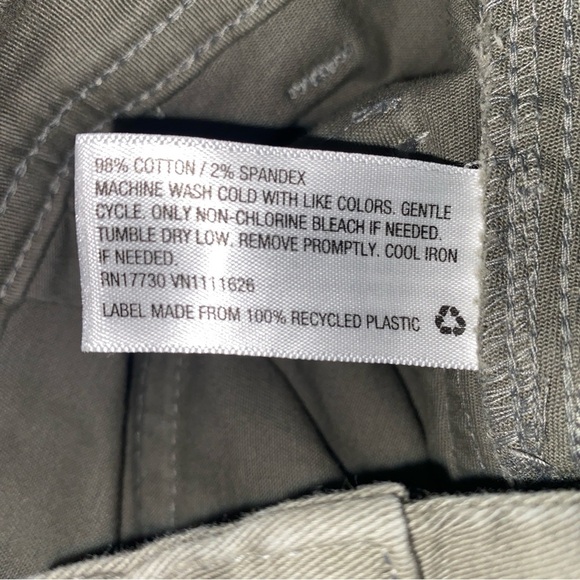 98% COTTON / 2% SPANDEX
MACHINE WASH COLD WITH LIKE COLORS. GENTLE
CYCLE. ONLY NON-CHLORINE BLEACH IF NEEDED.
TUMBLE DRY LOW. REMOVE PROMPTLY. COOL IRON
IF NEEDED.
RN17730 VN1111626
LABEL MADE FROM 100% RECYCLED PLASTIC